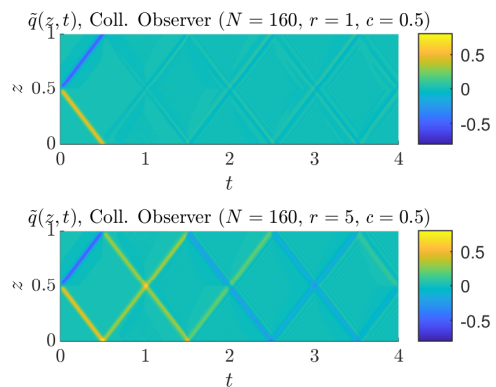 q̃(z,t), Coll. Observer (N = 160, r = 1, c = 0.5)
1
0.5
0
z
0 1 2 3 4
t
0.5
0
-0.5
q̃(z,t), Coll. Observer (N = 160, r = 5, c = 0.5)
1
0.5
0
z
0 1 2 3 4
t
0.5
0
-0.5